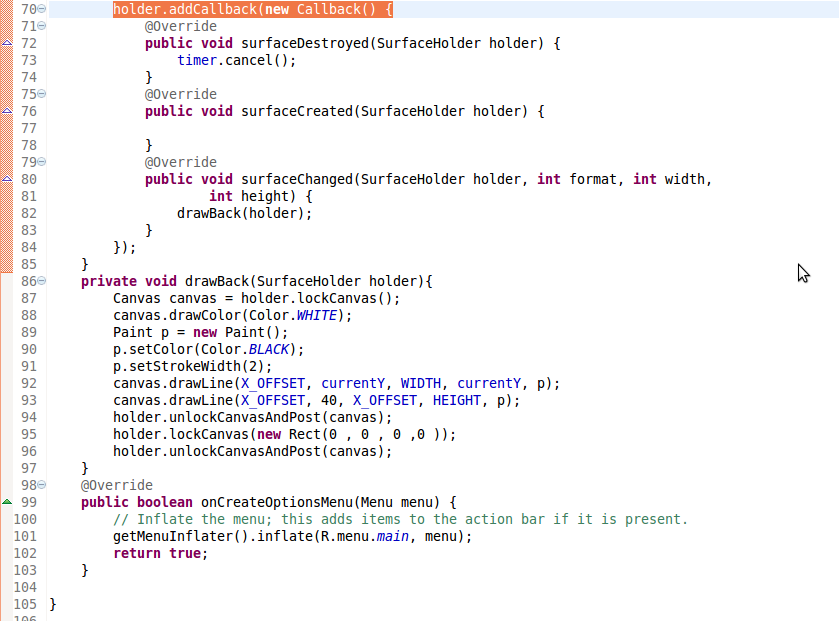 70 holder.addCallback(new Callback() {
71 @Override
72 public void surfaceDestroyed(SurfaceHolder holder) {
73 timer.cancel();
74 }
75 @Override
76 public void surfaceCreated(SurfaceHolder holder) {
77
78 }
79 @Override
80 public void surfaceChanged(SurfaceHolder holder, int format, int width,
81 int height) {
82 drawBack(holder);
83 }
84 });
85 }
86 private void drawBack(SurfaceHolder holder){
87 Canvas canvas = holder.lockCanvas();
88 canvas.drawColor(Color.WHITE);
89 Paint p = new Paint();
90 p.setColor(Color.BLACK);
91 p.setStrokeWidth(2);
92 canvas.drawLine(X_OFFSET, currentY, WIDTH, currentY, p);
93 canvas.drawLine(X_OFFSET, 40, X_OFFSET, HEIGHT, p);
94 holder.unlockCanvasAndPost(canvas);
95 holder.lockCanvas(new Rect(0 , 0 , 0 ,0 ));
96 holder.unlockCanvasAndPost(canvas);
97 }
98 @Override
99 public boolean onCreateOptionsMenu(Menu menu) {
100 // Inflate the menu; this adds items to the action bar if it is present.
101 getMenuInflater().inflate(R.menu.main, menu);
102 return true;
103 }
104
105 }
106